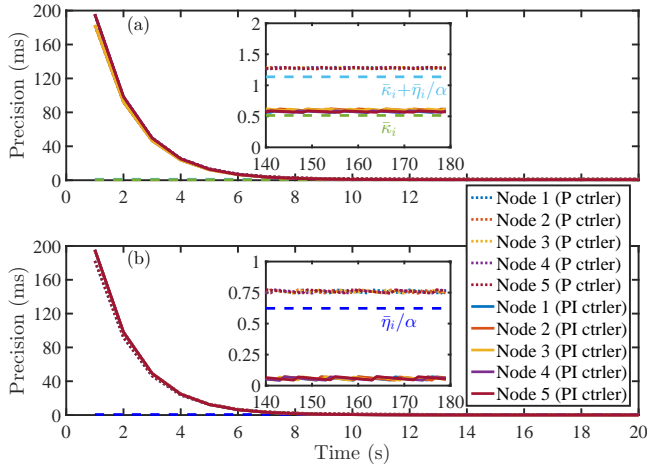 (a)
Precision (ms)
200
160
120
80
40
0
0 2 4 6 8 10 12 14 16 18 20
2
1.5
1
0.5
0
140 150 160 170 180
κ̄ᵢ+η̄ᵢ/α
κ̄ᵢ
Node 1 (P ctrler)
Node 2 (P ctrler)
Node 3 (P ctrler)
Node 4 (P ctrler)
Node 5 (P ctrler)
Node 1 (PI ctrler)
Node 2 (PI ctrler)
Node 3 (PI ctrler)
Node 4 (PI ctrler)
Node 5 (PI ctrler)
(b)
Precision (ms)
200
160
120
80
40
0
0 2 4 6 8 10 12 14 16 18 20
1
0.75
0.5
0.25
0
140 150 160 170 180
η̄ᵢ/α
Time (s)